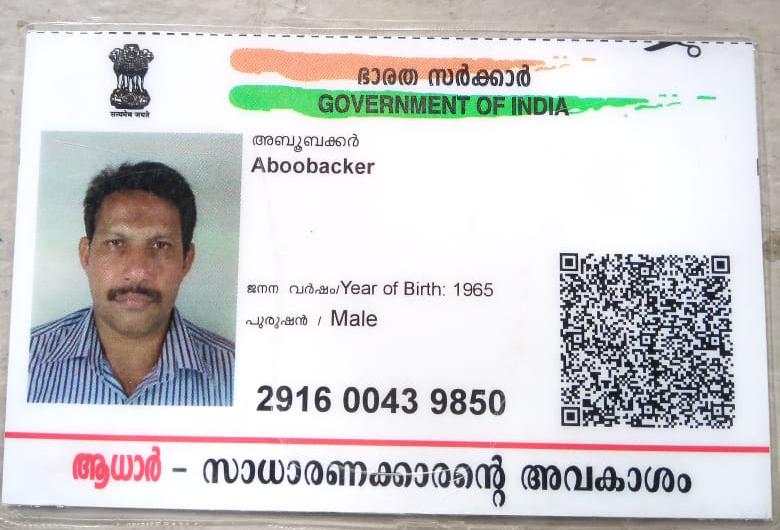 ഭാരത സർക്കാർ
GOVERNMENT OF INDIA
सत्यमेव जयते
അബൂബക്കർ
Aboobacker
ജനന വർഷം/Year of Birth: 1965
പുരുഷൻ / Male
2916 0043 9850
ആധാർ – സാധാരണക്കാരന്റെ അവകാശം